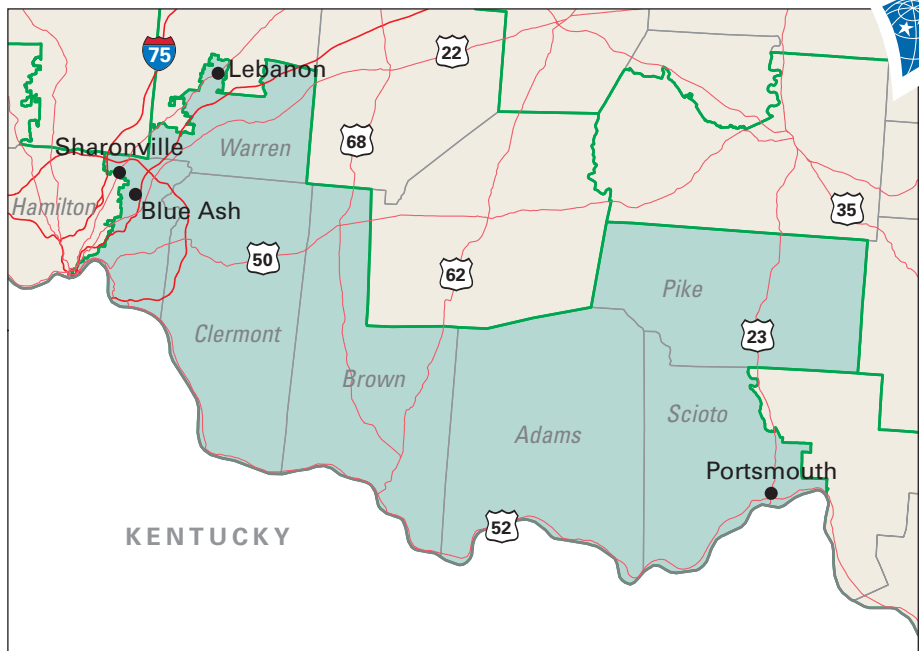 75
22
Lebanon
68
Warren
Sharonville
Hamilton
Blue Ash
35
50
62
Pike
Clermont
23
Brown
Scioto
Adams
Portsmouth
52
KENTUCKY